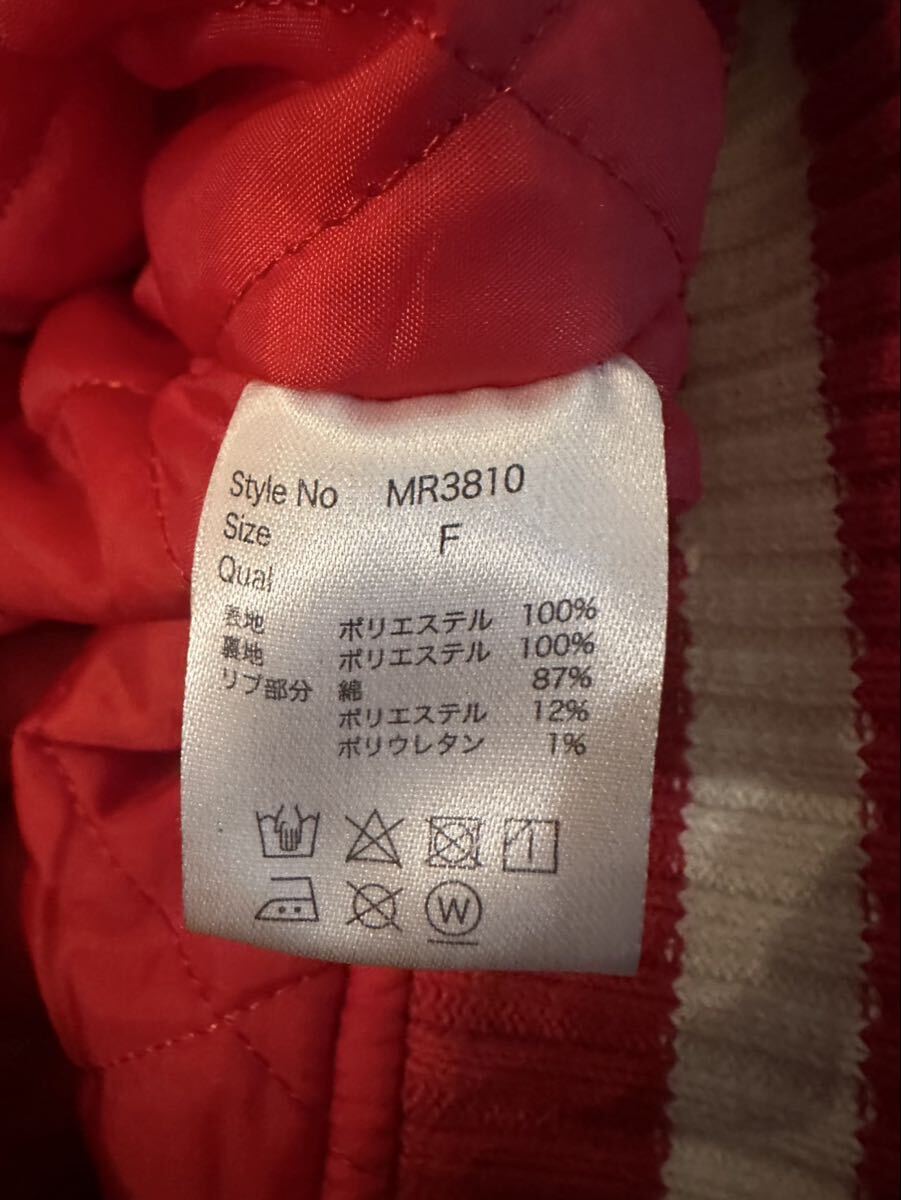 Style No MR3810
Size F
Qual
表地 ポリエステル 100%
裏地 ポリエステル 100%
リブ部分 綿 87%
ポリエステル 12%
ポリウレタン 1%
W